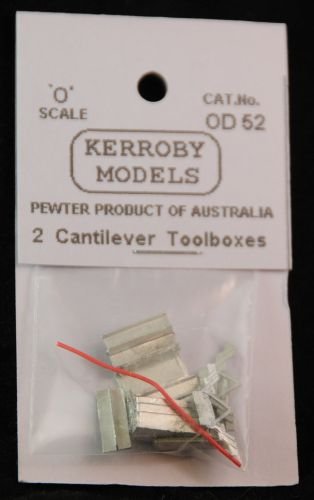 'O'
SCALE
CAT.No.
OD 52
KERROBY
MODELS
PEWTER PRODUCT OF AUSTRALIA
2 Cantilever Toolboxes